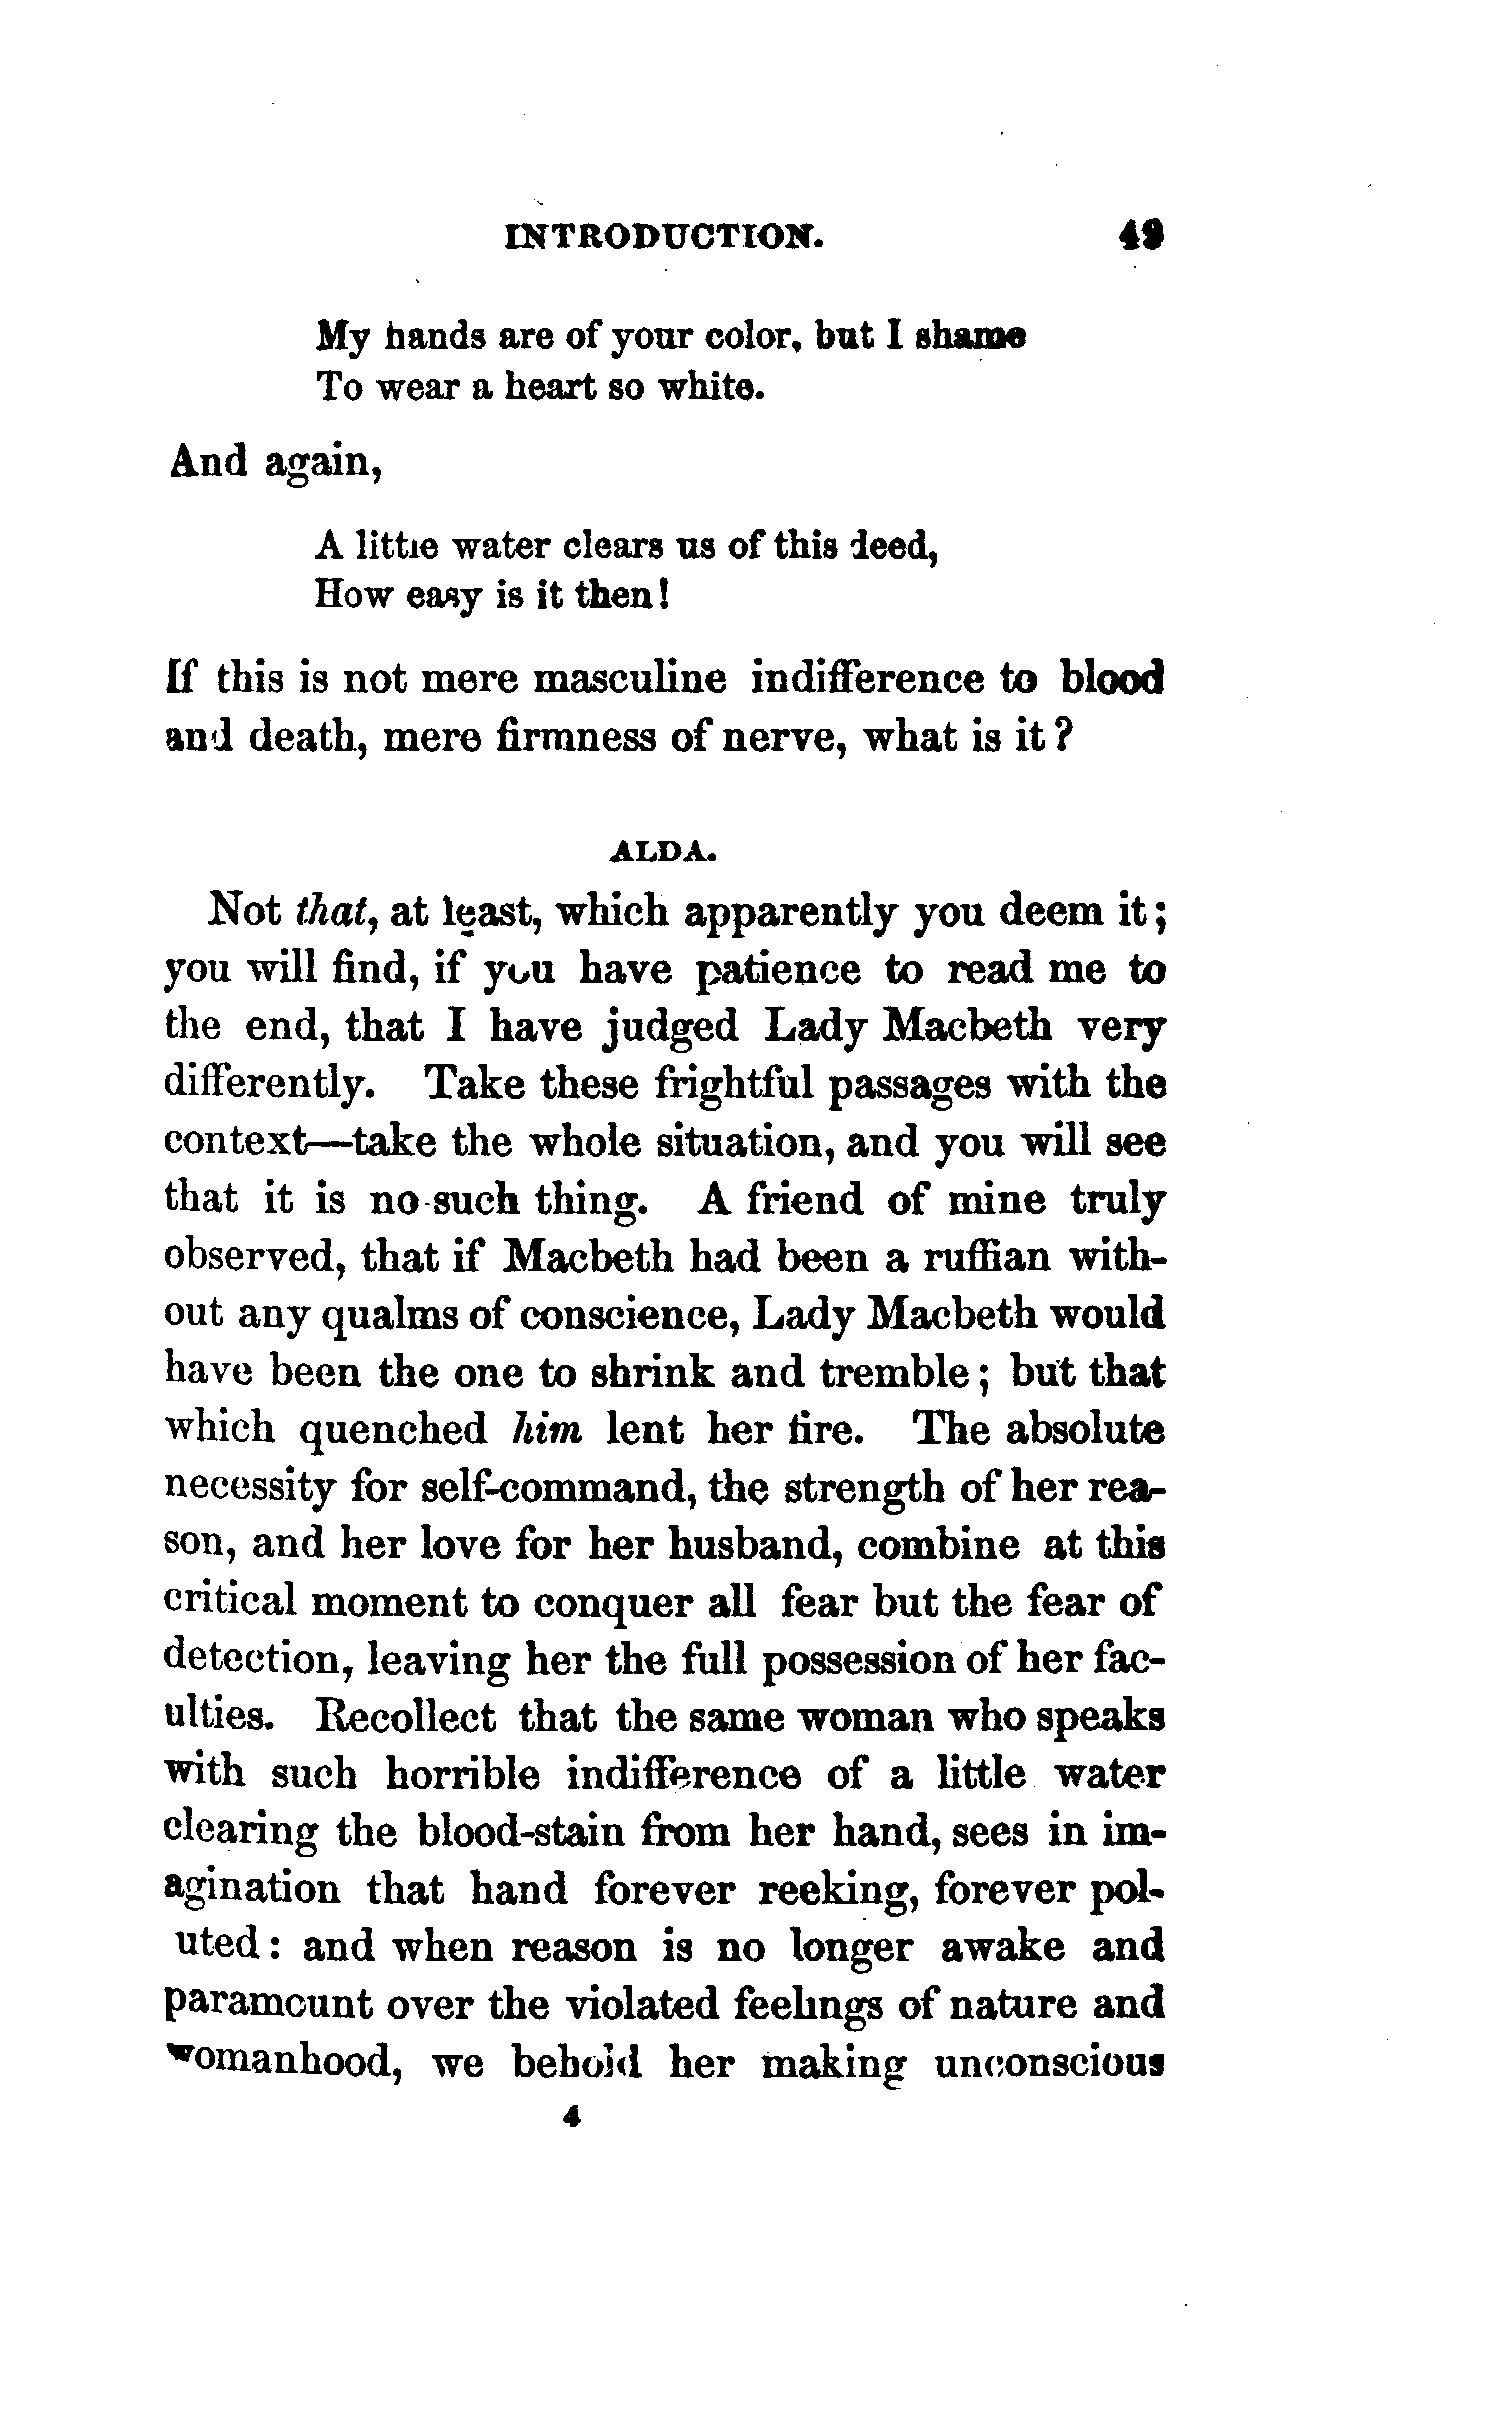 INTRODUCTION. 49
My hands are of your color, but I shame
To wear a heart so white.
And again,
A little water clears us of this deed,
How easy is it then!
If this is not mere masculine indifference to blood
and death, mere firmness of nerve, what is it?
ALDA.
Not that, at least, which apparently you deem it;
you will find, if you have patience to read me to
the end, that I have judged Lady Macbeth very
differently. Take these frightful passages with the
context—take the whole situation, and you will see
that it is no such thing. A friend of mine truly
observed, that if Macbeth had been a ruffian with-
out any qualms of conscience, Lady Macbeth would
have been the one to shrink and tremble; but that
which quenched him lent her fire. The absolute
necessity for self-command, the strength of her rea-
son, and her love for her husband, combine at this
critical moment to conquer all fear but the fear of
detection, leaving her the full possession of her fac-
ulties. Recollect that the same woman who speaks
with such horrible indifference of a little water
clearing the blood-stain from her hand, sees in im-
agination that hand forever reeking, forever pol-
uted: and when reason is no longer awake and
paramount over the violated feelings of nature and
womanhood, we behold her making unconscious
4